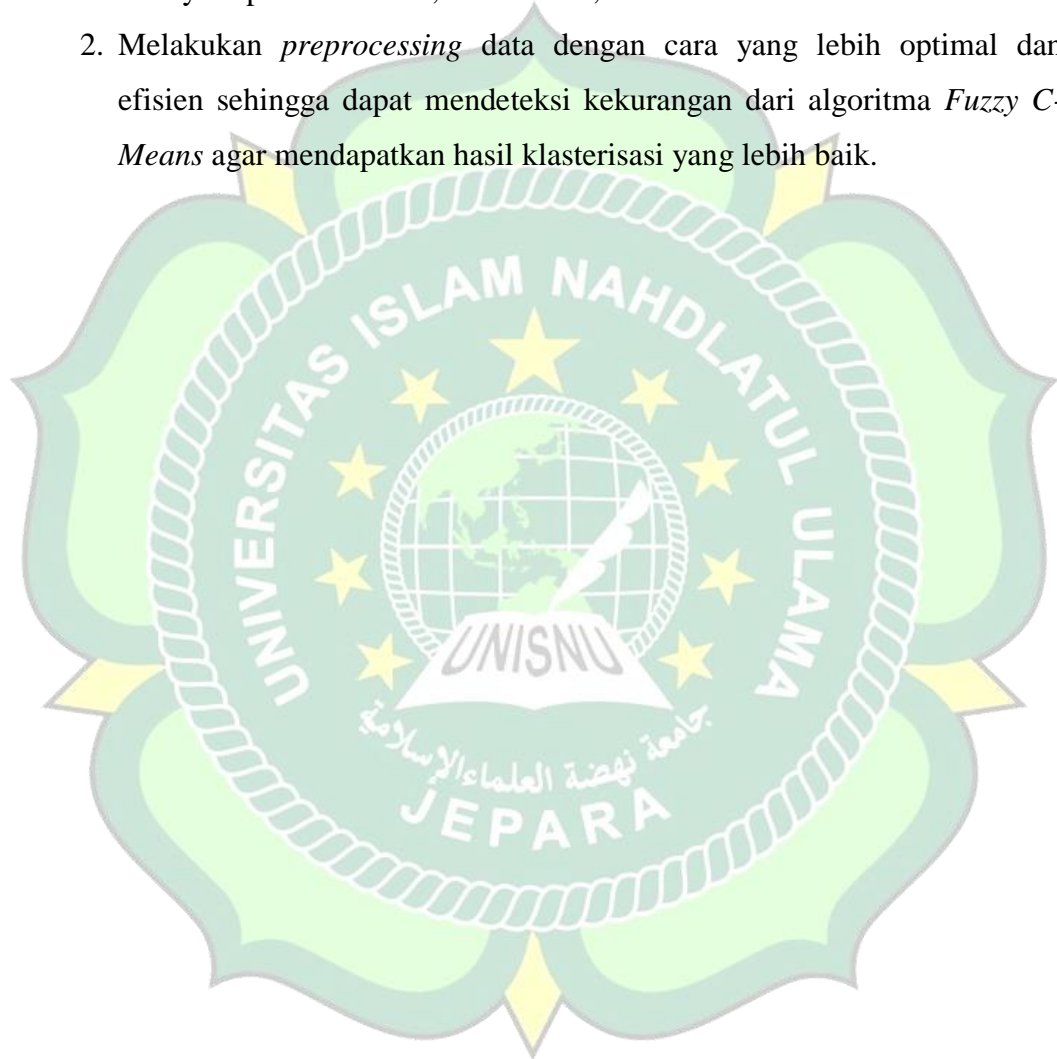 2. Melakukan preprocessing data dengan cara yang lebih optimal dan
efisien sehingga dapat mendeteksi kekurangan dari algoritma Fuzzy C-
Means agar mendapatkan hasil klasterisasi yang lebih baik.
UNIVERSITAS ISLAM NAHDLATUL ULAMA
UNISNU
جامعة نهضة العلماء الإسلامية
JEPARA